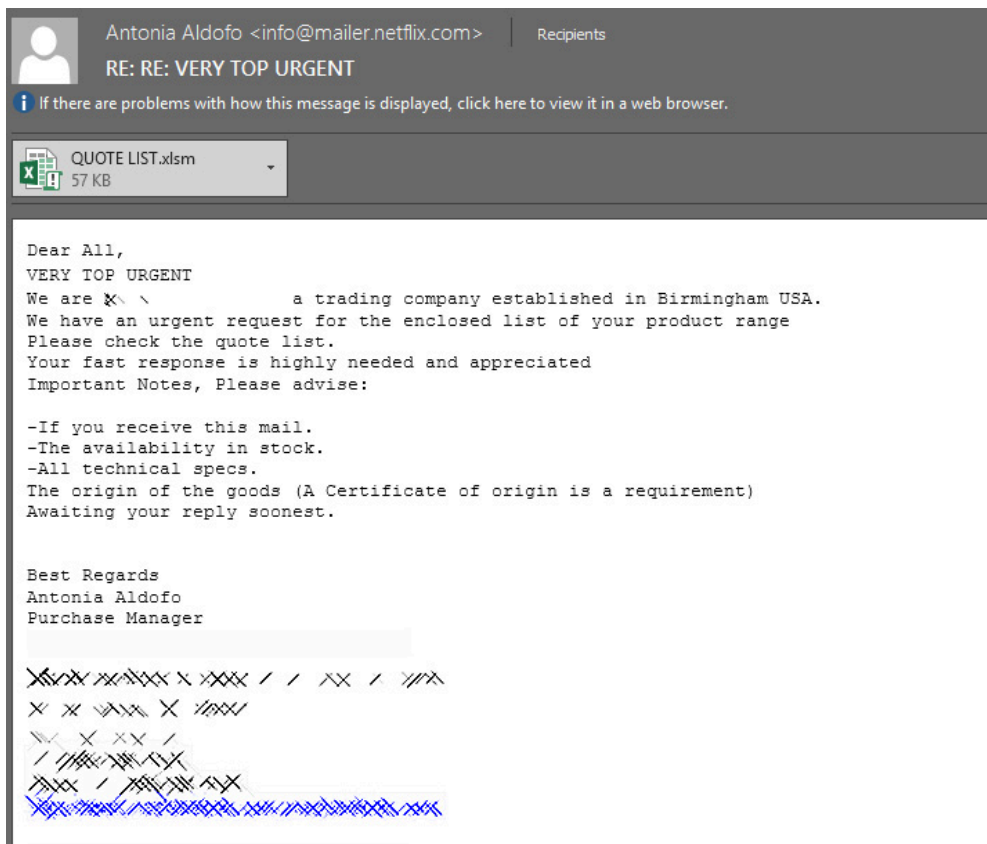 Antonia Aldofo <info@mailer.netflix.com> Recipients
RE: RE: VERY TOP URGENT
If there are problems with how this message is displayed, click here to view it in a web browser.
QUOTE LIST.xlsm
57 KB
Dear All,
VERY TOP URGENT
We are a trading company established in Birmingham USA.
We have an urgent request for the enclosed list of your product range
Please check the quote list.
Your fast response is highly needed and appreciated
Important Notes, Please advise:
-If you receive this mail.
-The availability in stock.
-All technical specs.
The origin of the goods (A Certificate of origin is a requirement)
Awaiting your reply soonest.
Best Regards
Antonia Aldofo
Purchase Manager